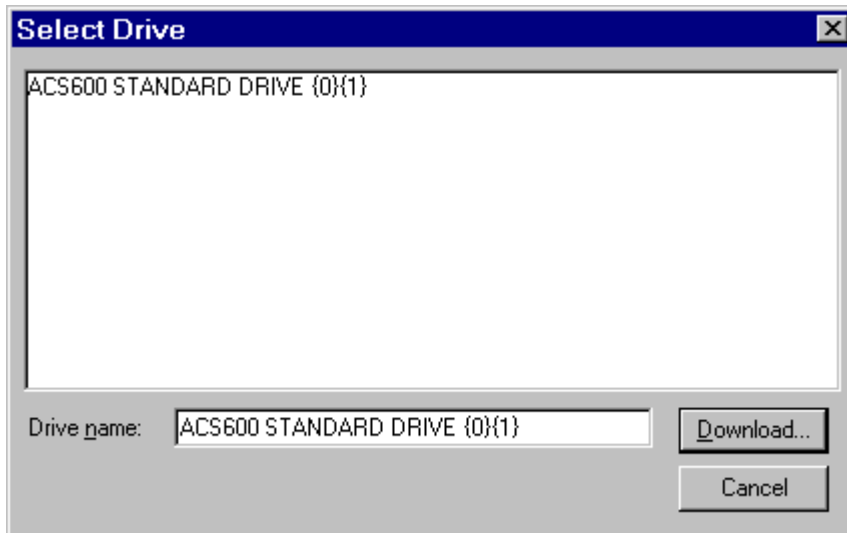 Select Drive
ACS600 STANDARD DRIVE {0}{1}
Drive name: ACS600 STANDARD DRIVE {0}{1} Download...
Cancel